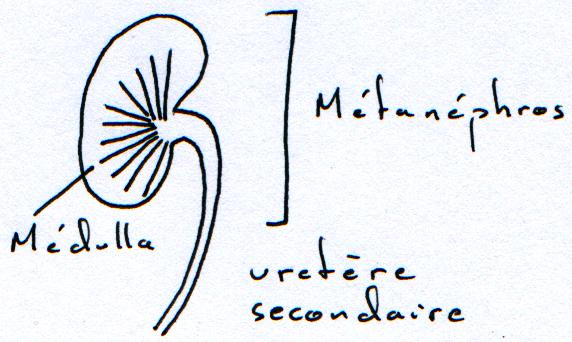 Métanéphros
Médulla
uretère
secondaire